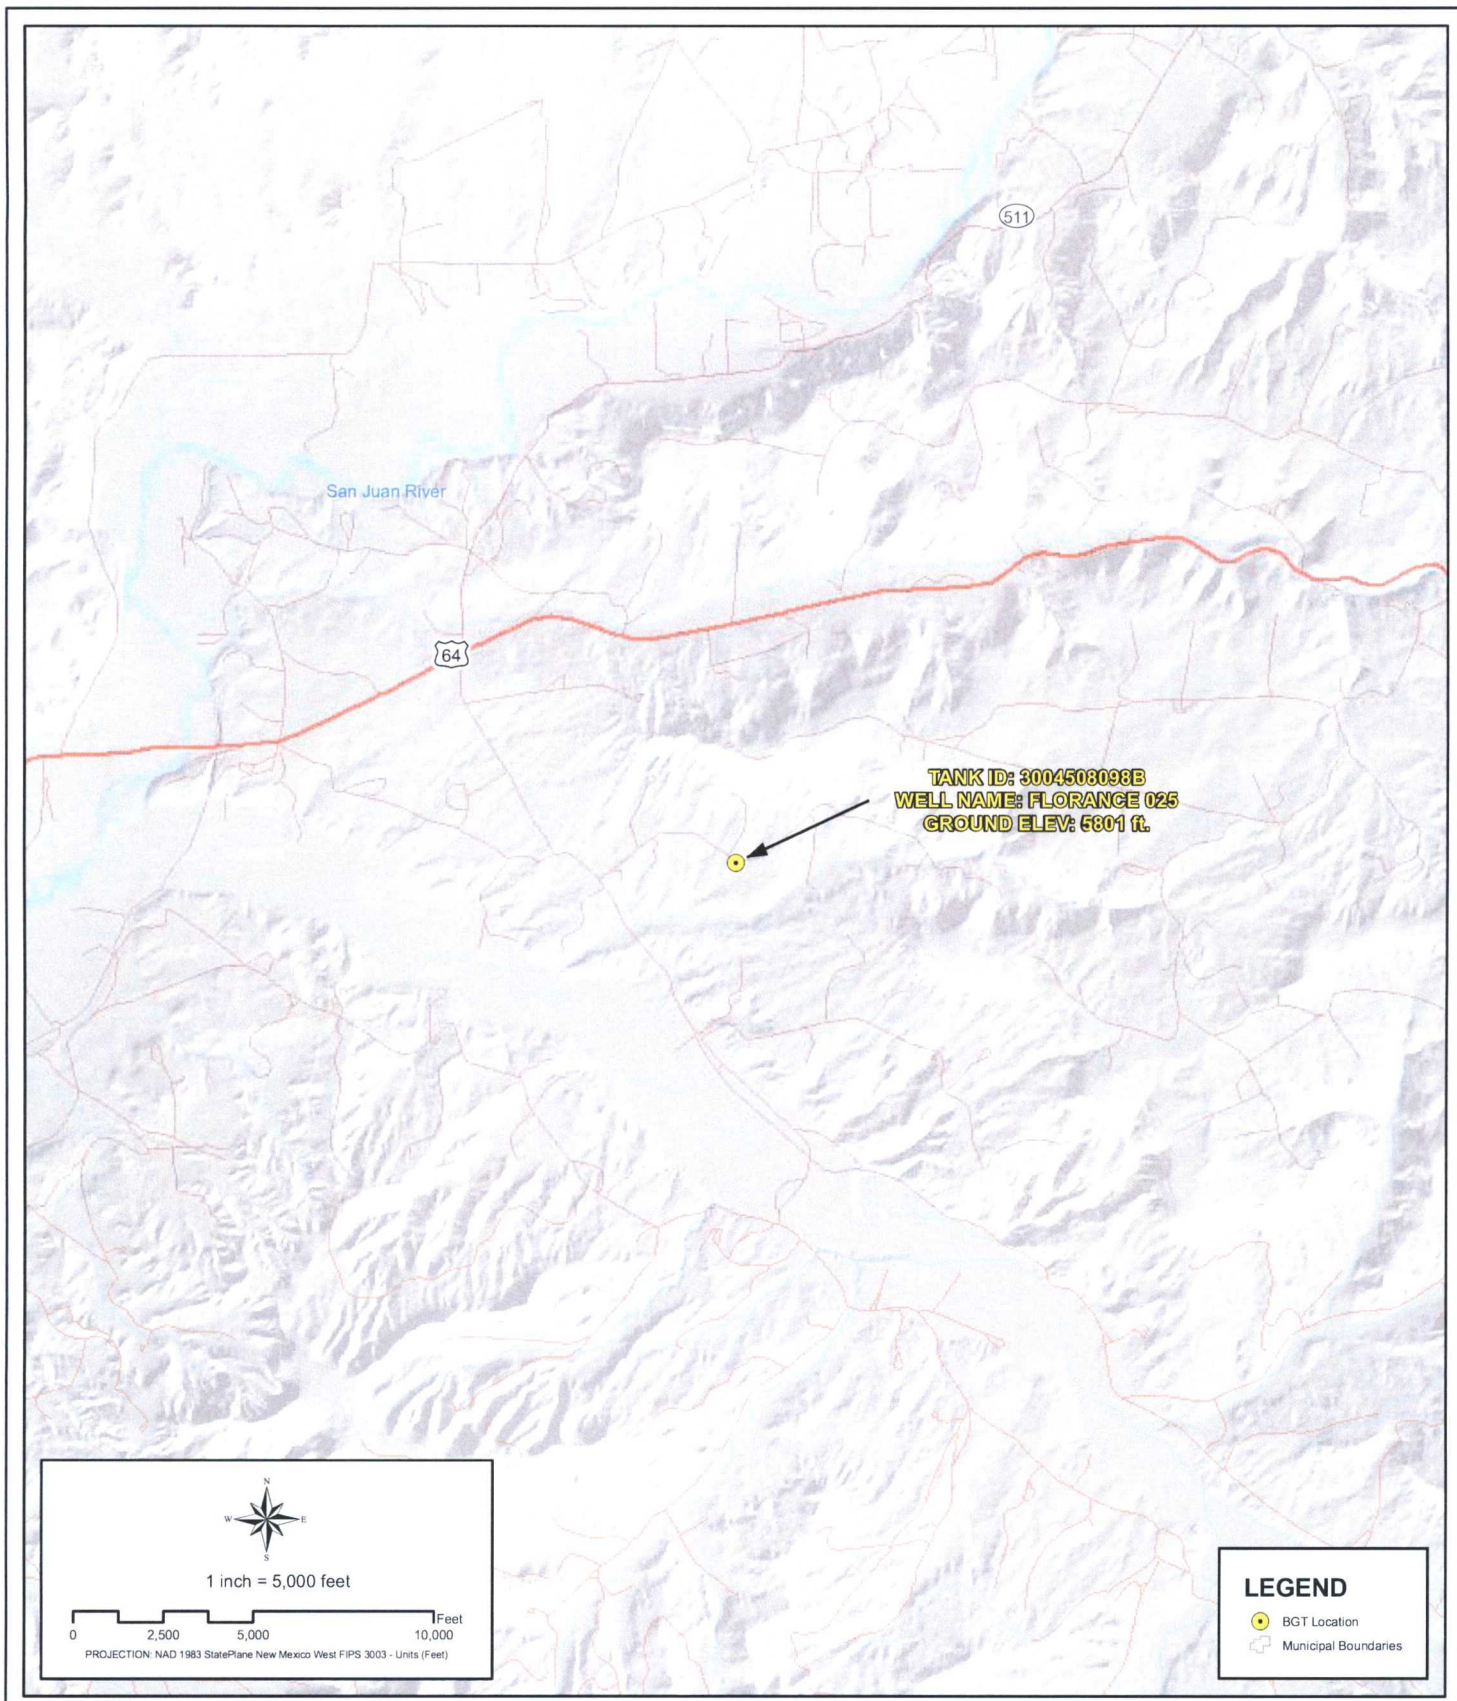 511
San Juan River
64
TANK ID: 3004508098B
WELL NAME: FLORANCE 025
GROUND ELEV: 5801 ft.
N
W E
S
1 inch = 5,000 feet
Feet
0 2,500 5,000 10,000
PROJECTION: NAD 1983 StatePlane New Mexico West FIPS 3003 - Units (Feet)
LEGEND
BGT Location
Municipal Boundaries